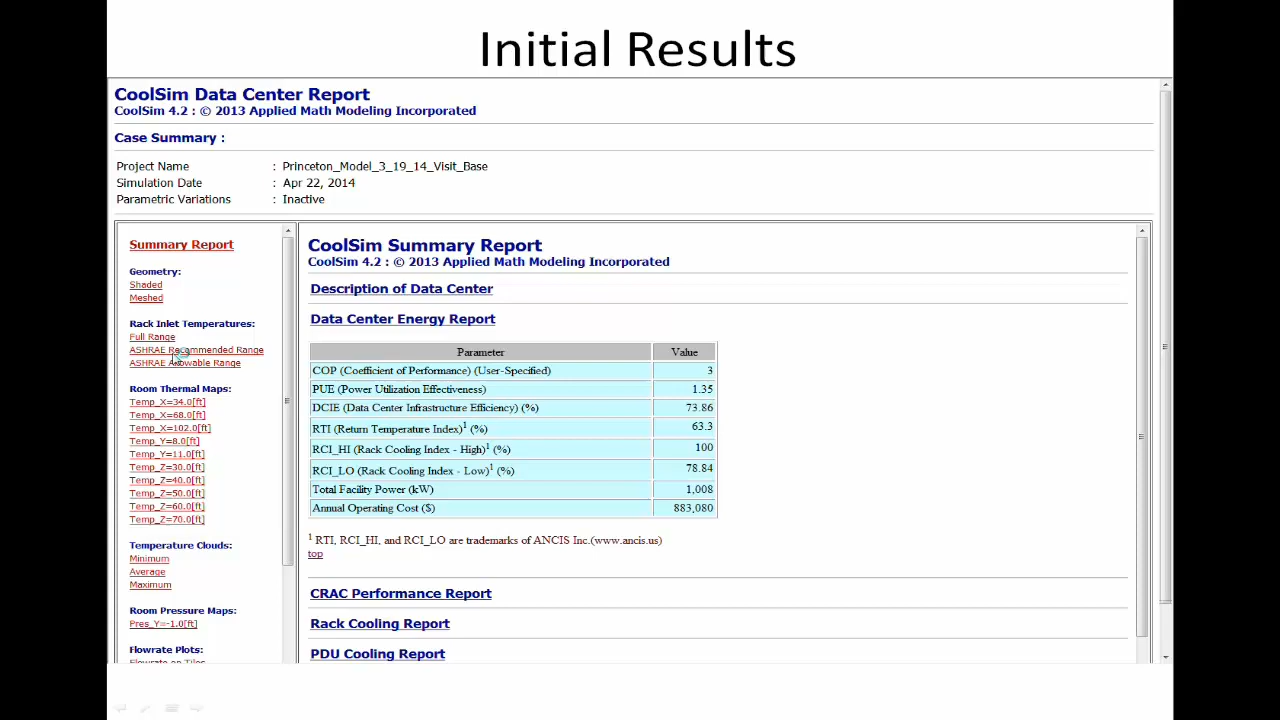 Initial Results
CoolSim Data Center Report
CoolSim 4.2 : © 2013 Applied Math Modeling Incorporated
Case Summary :
Project Name : Princeton_Model_3_19_14_Visit_Base
Simulation Date : Apr 22, 2014
Parametric Variations : Inactive
Summary Report
Geometry:
Shaded
Meshed
Rack Inlet Temperatures:
Full Range
ASHRAE Recommended Range
ASHRAE Allowable Range
Room Thermal Maps:
Temp_X=34.0[ft]
Temp_X=68.0[ft]
Temp_X=102.0[ft]
Temp_Y=8.0[ft]
Temp_Y=11.0[ft]
Temp_Z=30.0[ft]
Temp_Z=40.0[ft]
Temp_Z=50.0[ft]
Temp_Z=60.0[ft]
Temp_Z=70.0[ft]
Temperature Clouds:
Minimum
Average
Maximum
Room Pressure Maps:
Pres_Y=-1.0[ft]
Flowrate Plots:
Flowrate on Tiles
CoolSim Summary Report
CoolSim 4.2 : © 2013 Applied Math Modeling Incorporated
Description of Data Center
Data Center Energy Report
Parameter Value
COP (Coefficient of Performance) (User-Specified) 3
PUE (Power Utilization Effectiveness) 1.35
DCIE (Data Center Infrastructure Efficiency) (%) 73.86
RTI (Return Temperature Index)1 (%) 63.3
RCI_HI (Rack Cooling Index - High)1 (%) 100
RCI_LO (Rack Cooling Index - Low)1 (%) 78.84
Total Facility Power (kW) 1,008
Annual Operating Cost ($) 883,080
1 RTI, RCI_HI, and RCI_LO are trademarks of ANCIS Inc.(www.ancis.us)
top
CRAC Performance Report
Rack Cooling Report
PDU Cooling Report